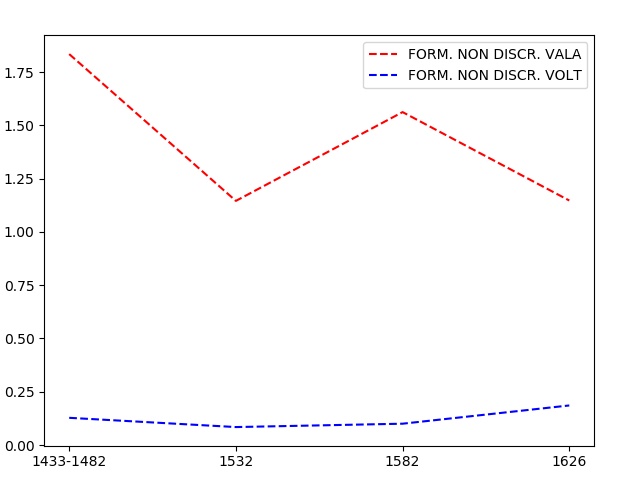 FORM. NON DISCR. VALA
FORM. NON DISCR. VOLT
1.75
1.50
1.25
1.00
0.75
0.50
0.25
0.00
1433-1482 1532 1582 1626